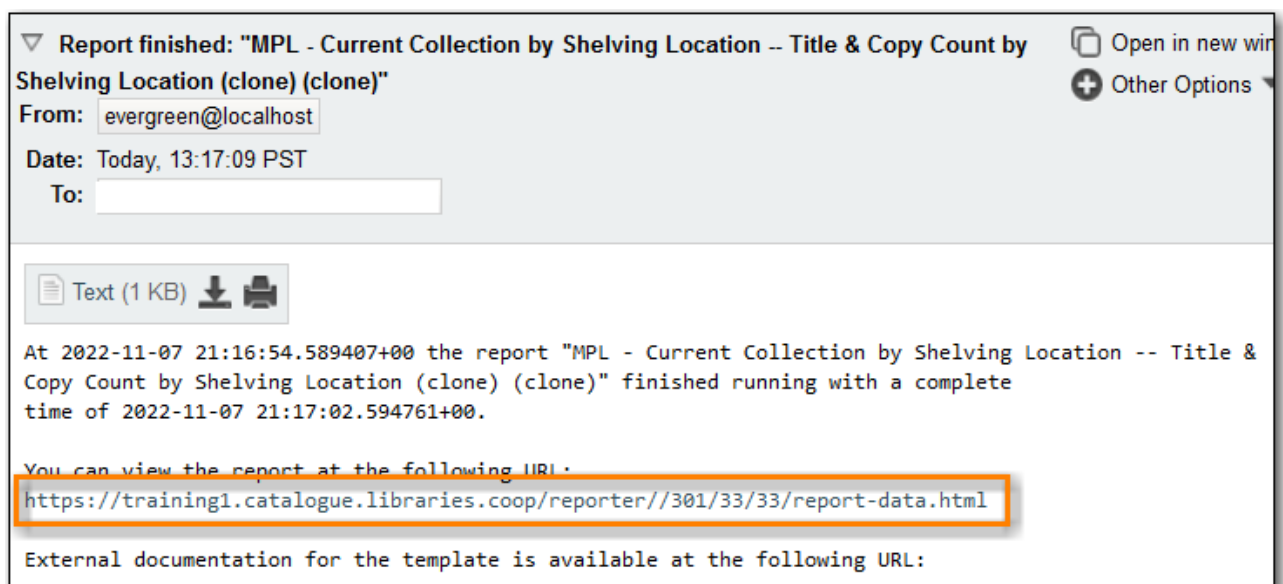 Report finished: "MPL - Current Collection by Shelving Location -- Title & Copy Count by
Shelving Location (clone) (clone)"
Open in new win
Other Options
From: evergreen@localhost
Date: Today, 13:17:09 PST
To:
Text (1 KB)
At 2022-11-07 21:16:54.589407+00 the report "MPL - Current Collection by Shelving Location -- Title &
Copy Count by Shelving Location (clone) (clone)" finished running with a complete
time of 2022-11-07 21:17:02.594761+00.
You can view the report at the following URL:
https://training1.catalogue.libraries.coop/reporter//301/33/33/report-data.html
External documentation for the template is available at the following URL: